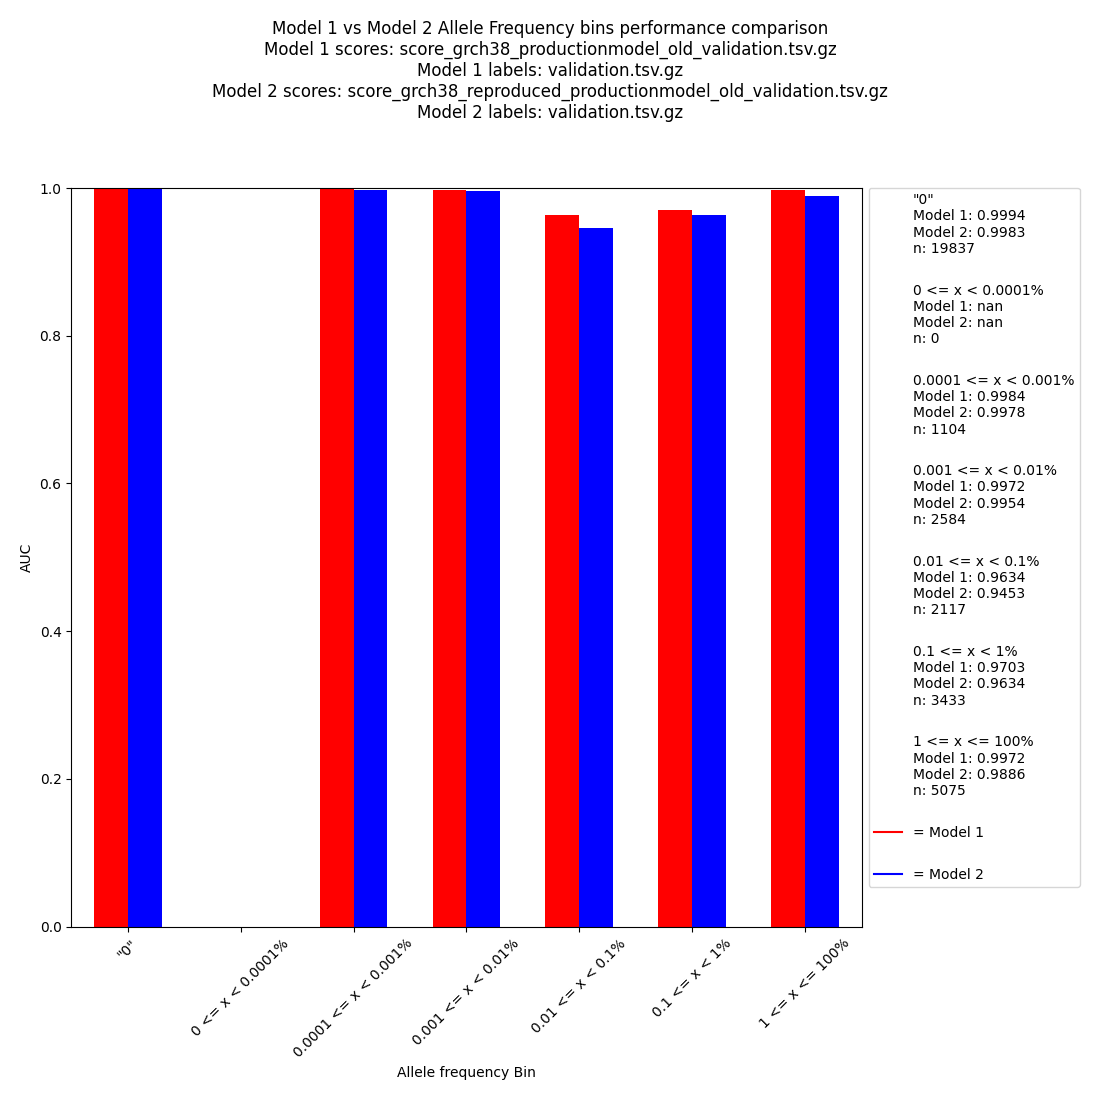 Model 1 vs Model 2 Allele Frequency bins performance comparison
Model 1 scores: score_grch38_productionmodel_old_validation.tsv.gz
Model 1 labels: validation.tsv.gz
Model 2 scores: score_grch38_reproduced_productionmodel_old_validation.tsv.gz
Model 2 labels: validation.tsv.gz
1.0
0.8
0.6
0.4
0.2
0.0
AUC
"0"
0 <= x < 0.0001%
0.0001 <= x < 0.001%
0.001 <= x < 0.01%
0.01 <= x < 0.1%
0.1 <= x < 1%
1 <= x <= 100%
Allele frequency Bin
"0"
Model 1: 0.9994
Model 2: 0.9983
n: 19837
0 <= x < 0.0001%
Model 1: nan
Model 2: nan
n: 0
0.0001 <= x < 0.001%
Model 1: 0.9984
Model 2: 0.9978
n: 1104
0.001 <= x < 0.01%
Model 1: 0.9972
Model 2: 0.9954
n: 2584
0.01 <= x < 0.1%
Model 1: 0.9634
Model 2: 0.9453
n: 2117
0.1 <= x < 1%
Model 1: 0.9703
Model 2: 0.9634
n: 3433
1 <= x <= 100%
Model 1: 0.9972
Model 2: 0.9886
n: 5075
= Model 1
= Model 2